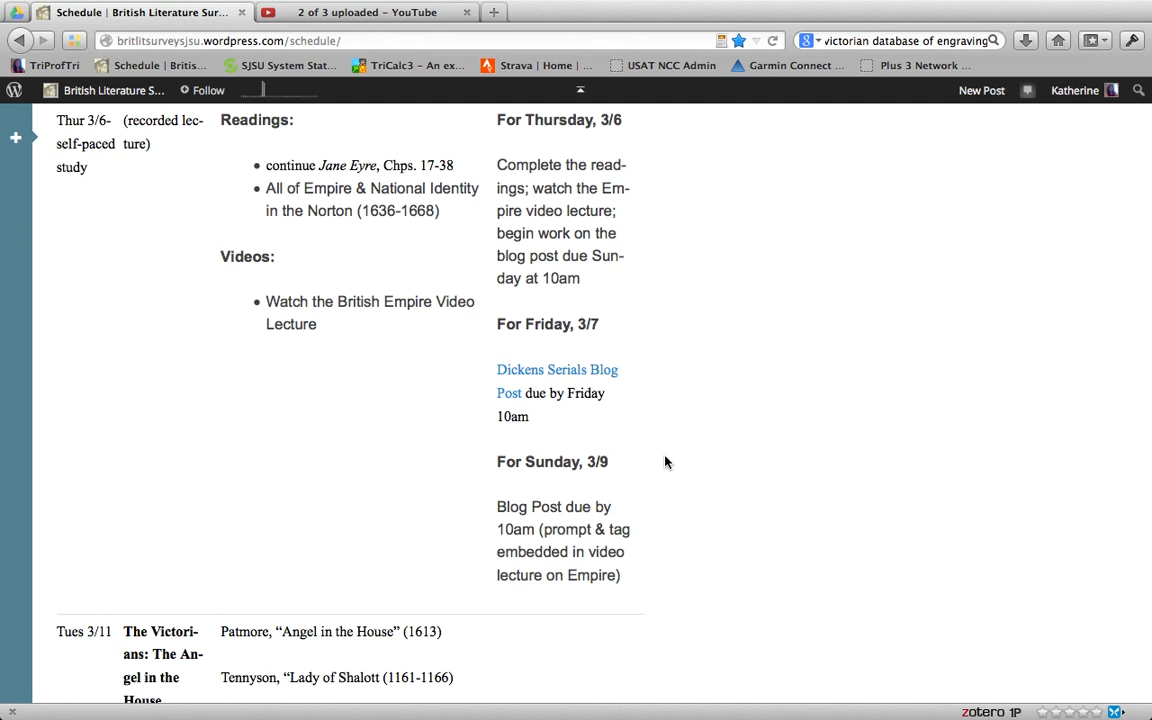 Schedule | British Literature Sur...
2 of 3 uploaded - YouTube
britlitsurveysjsu.wordpress.com/schedule/
victorian database of engraving
TriProfTri
Schedule | Britis...
SJSU System Stat...
TriCalc3 – An ex...
Strava | Home | ...
USAT NCC Admin
Garmin Connect ...
Plus 3 Network ...
British Literature S...
Follow
New Post
Katherine
Thur 3/6-
self-paced
study
(recorded lec-
ture)
Readings:
• continue Jane Eyre, Chps. 17-38
• All of Empire & National Identity
in the Norton (1636-1668)
Videos:
• Watch the British Empire Video
Lecture
For Thursday, 3/6
Complete the read-
ings; watch the Em-
pire video lecture;
begin work on the
blog post due Sun-
day at 10am
For Friday, 3/7
Dickens Serials Blog
Post due by Friday
10am
For Sunday, 3/9
Blog Post due by
10am (prompt & tag
embedded in video
lecture on Empire)
Tues 3/11
The Victori-
ans: The An-
gel in the
House
Patmore, “Angel in the House” (1613)
Tennyson, “Lady of Shalott (1161-1166)
zotero 1P